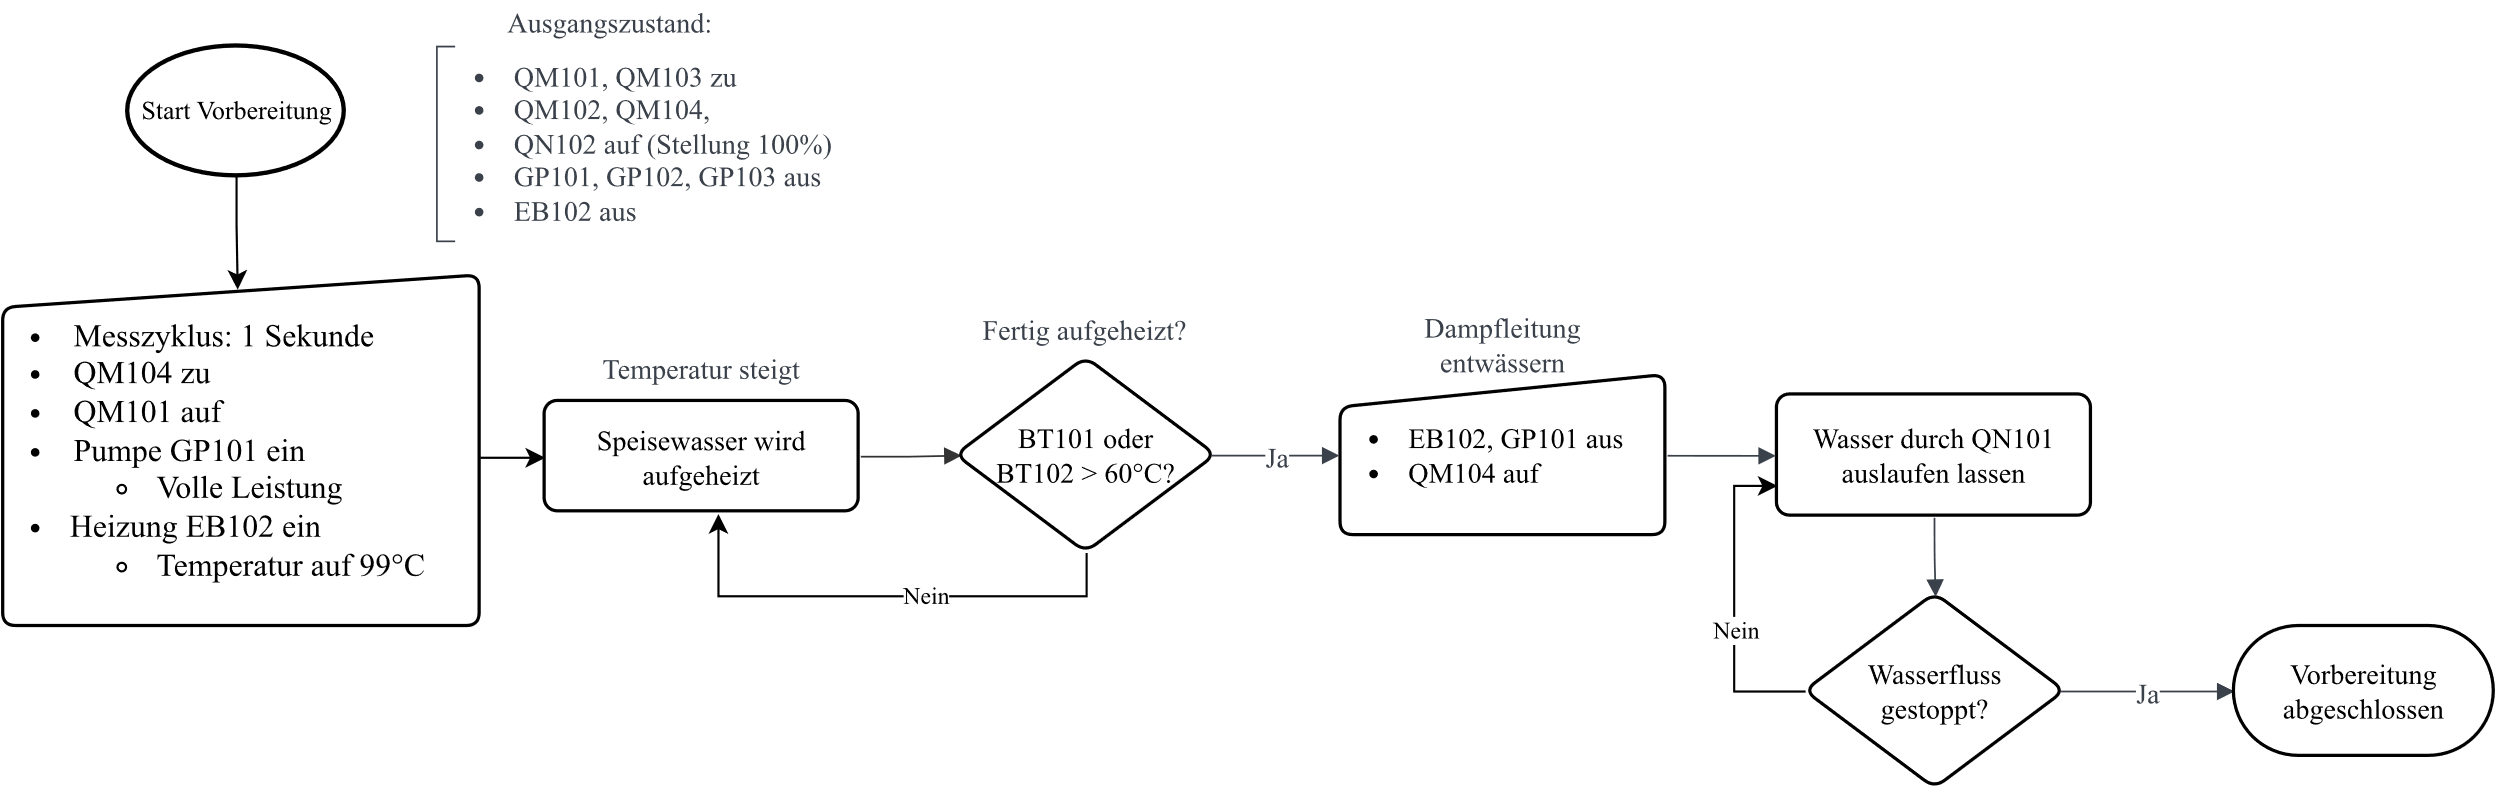 Ausgangszustand:
QM101, QM103 zu
QM102, QM104,
QN102 auf (Stellung 100%)
GP101, GP102, GP103 aus
EB102 aus
Start Vorbereitung
Messzyklus: 1 Sekunde
QM104 zu
QM101 auf
Pumpe GP101 ein
Volle Leistung
Heizung EB102 ein
Temperatur auf 99°C
Temperatur steigt
Speisewasser wird
aufgeheizt
Fertig aufgeheizt?
BT101 oder
BT102 > 60°C?
Nein
Ja
Dampfleitung
entwässern
EB102, GP101 aus
QM104 auf
Wasser durch QN101
auslaufen lassen
Nein
Wasserfluss
gestoppt?
Ja
Vorbereitung
abgeschlossen